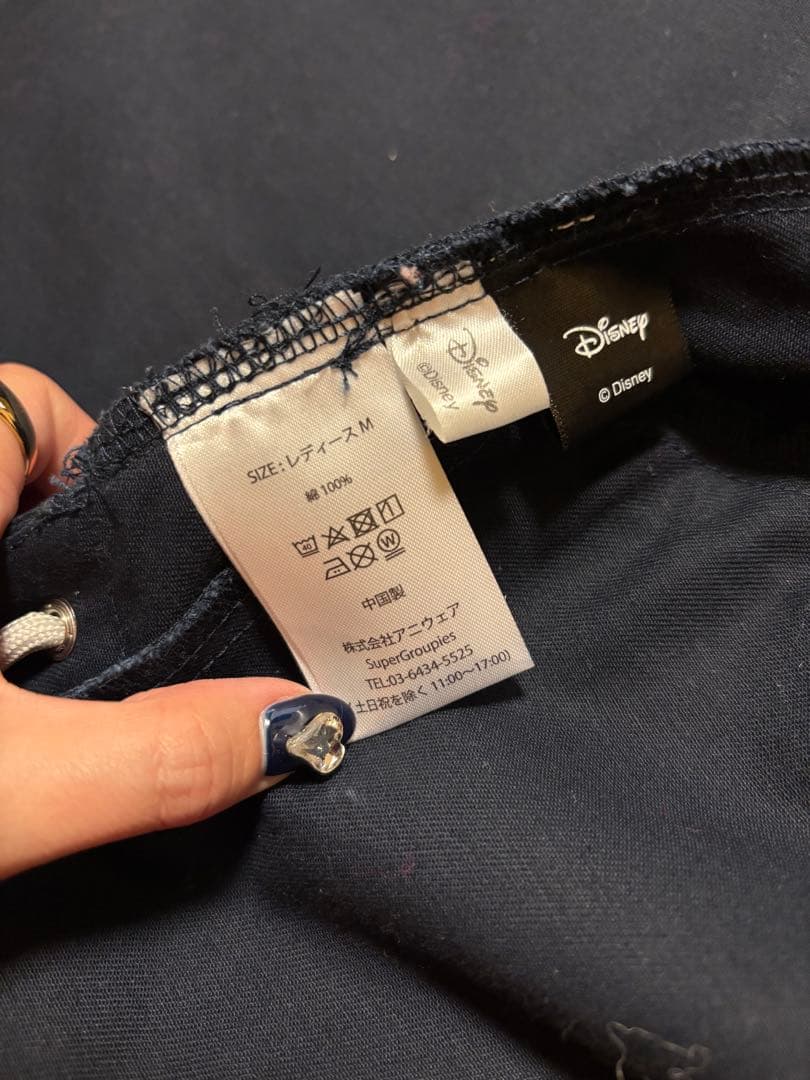 SIZE : レディース M
綿 100%
40
W
中国製
株式会社アニウェア
SuperGroupies
TEL:03-6434-5525
土日祝を除く 11:00~17:00)
Disney
©Disney
Disney
© Disney